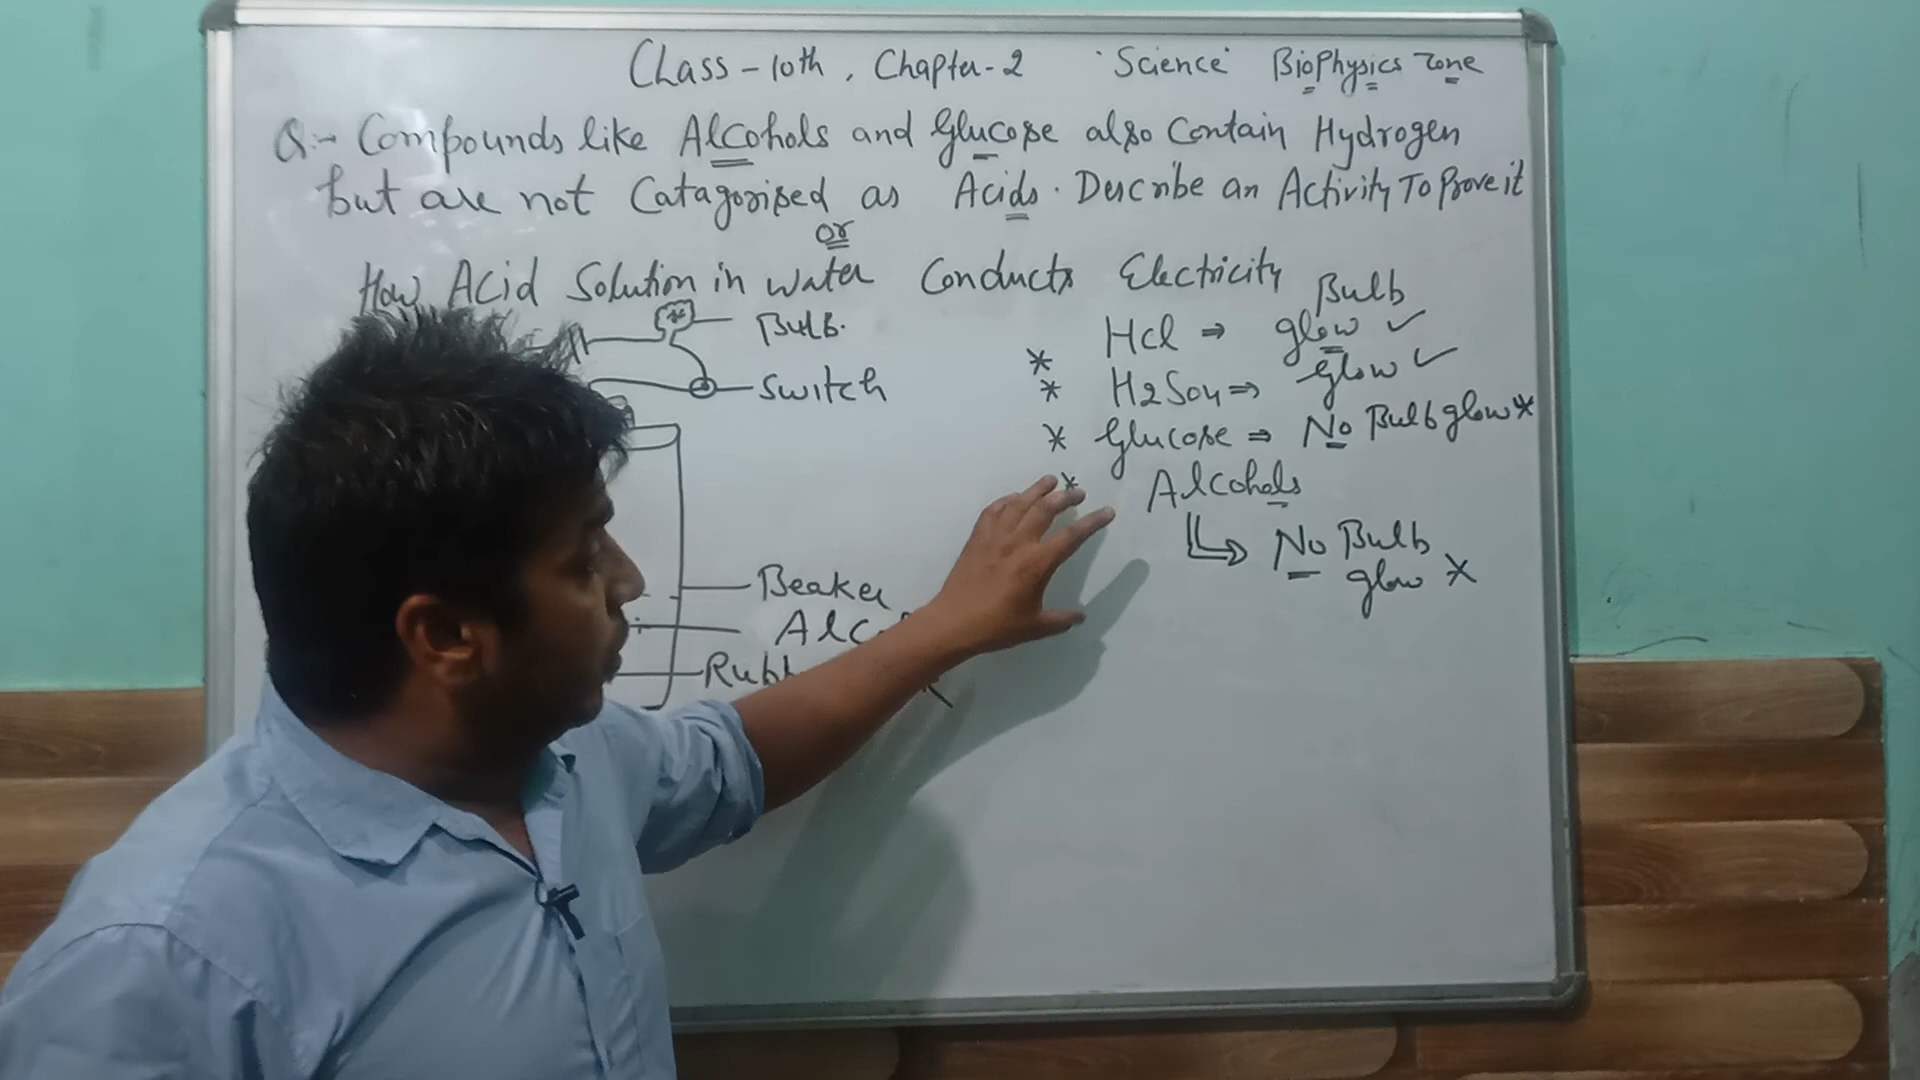 Class - 10th, Chapter-2 'Science' BioPhysics Zone
Q:- Compounds like Alcohols and Glucose also Contain Hydrogen
but are not Catagorised as Acids. Describe an Activity To Prove it
or
How Acid Solution in water Conducts Electricity
Bulb.
Switch
Beaker
Alc
Rubb
Bulb
* HCl ⇒ glow ✓
* H2SO4 ⇒ glow ✓
* Glucose ⇒ No Bulb glow *
* Alcohols
No Bulb
glow *